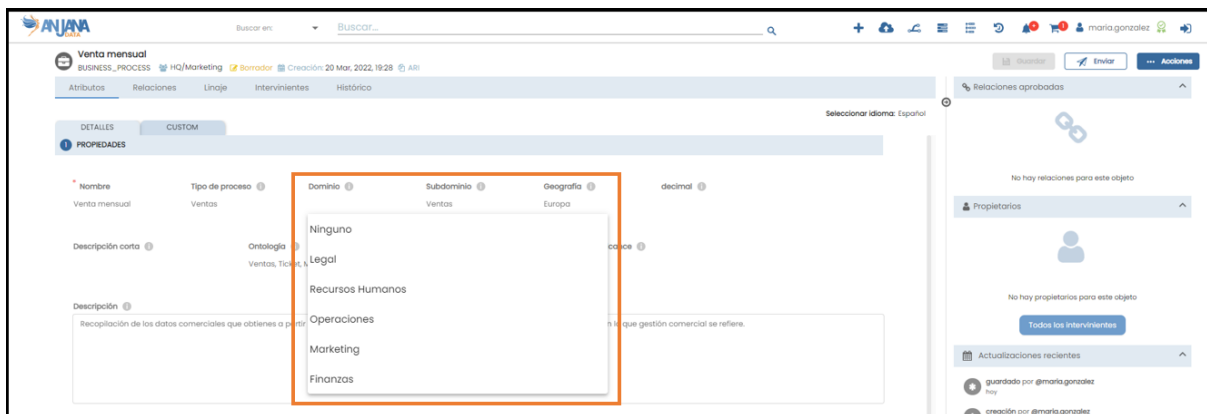 ANJANA
DATA
Buscar en:
Buscar...
maria.gonzalez
Venta mensual
BUSINESS_PROCESS HQ/Marketing Borrador Creación: 20 Mar, 2022, 19:28 ARI
Guardar
Enviar
Acciones
Atributos Relaciones Linaje Intervinientes Histórico
Seleccionar idioma: Español
DETALLES CUSTOM
1 PROPIEDADES
* Nombre Tipo de proceso Dominio Subdominio Geografía decimal
Venta mensual Ventas Ventas Europa
Ninguno
Legal
Recursos Humanos
Operaciones
Marketing
Finanzas
Descripción corta Ontología
Ventas, Ticket,
Descripción
Recopilación de los datos comerciales que obtienes a que gestión comercial se refiere.
Relaciones aprobadas
No hay relaciones para este objeto
Propietarios
No hay propietarios para este objeto
Todos los intervinientes
Actualizaciones recientes
guardado por @maria.gonzalez
hoy
creación por @maria.gonzalez